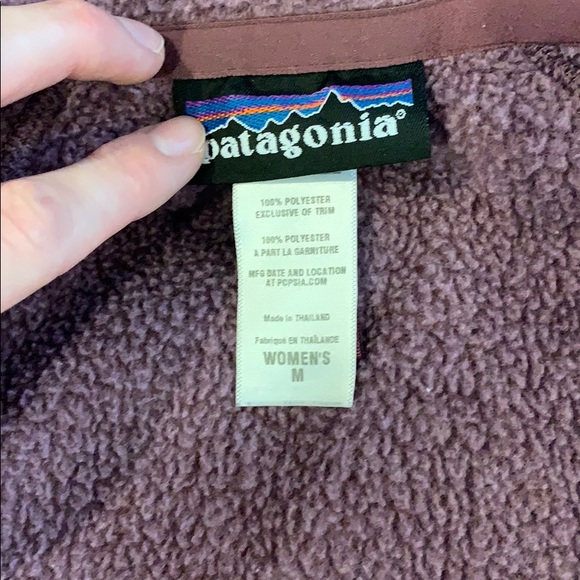 patagonia®
100% POLYESTER
EXCLUSIVE OF TRIM
100% POLYESTER
A PART LA GARNITURE
MFG DATE AND LOCATION
AT PCPSIA.COM
Made in THAILAND
Fabriqué EN THAÏLANDE
WOMEN'S
M